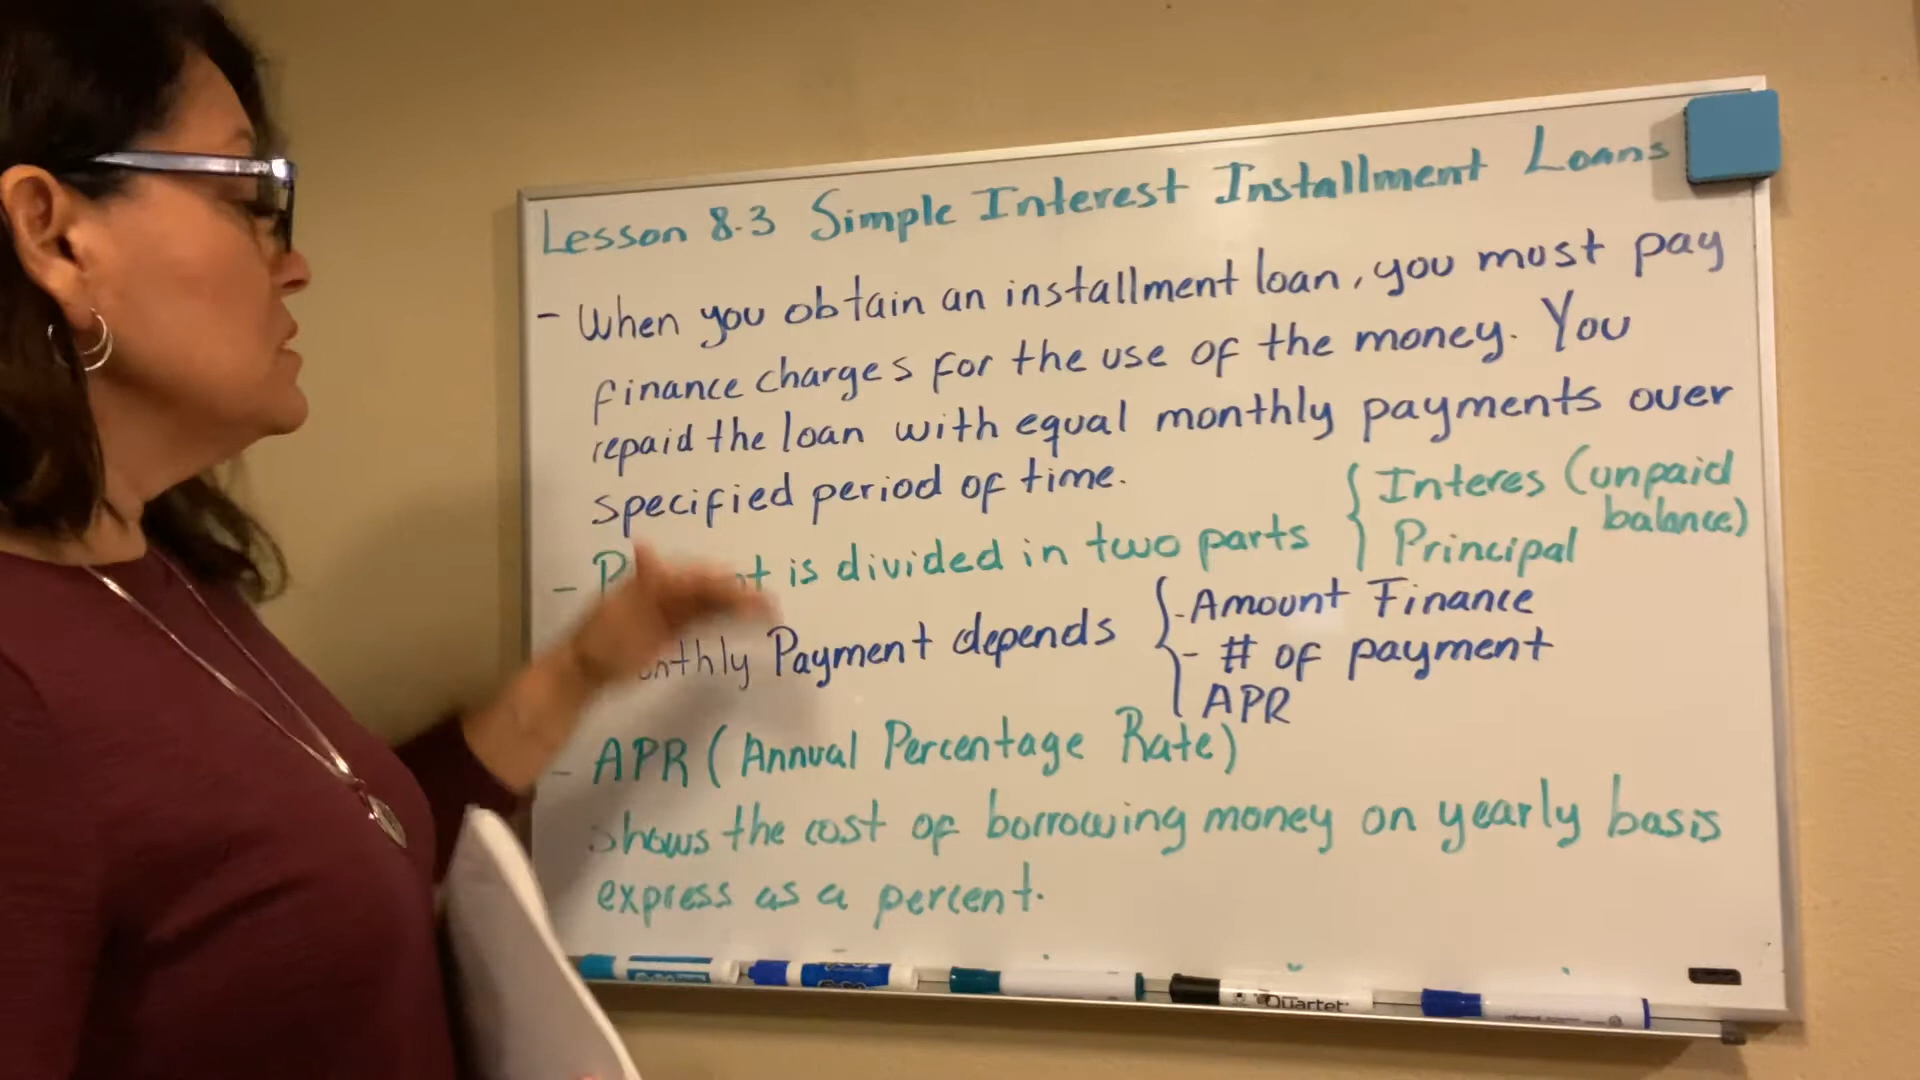 Lesson 8.3 Simple Interest Installment Loans
- When you obtain an installment loan, you must pay
finance charges for the use of the money. You
repaid the loan with equal monthly payments over
specified period of time.
- is divided in two parts { Interes (unpaid
balance)
Principal
Payment depends { - Amount Finance
- # of payment
APR
- APR (Annual Percentage Rate)
shows the cost of borrowing money on yearly basis
express as a percent.
Quartet